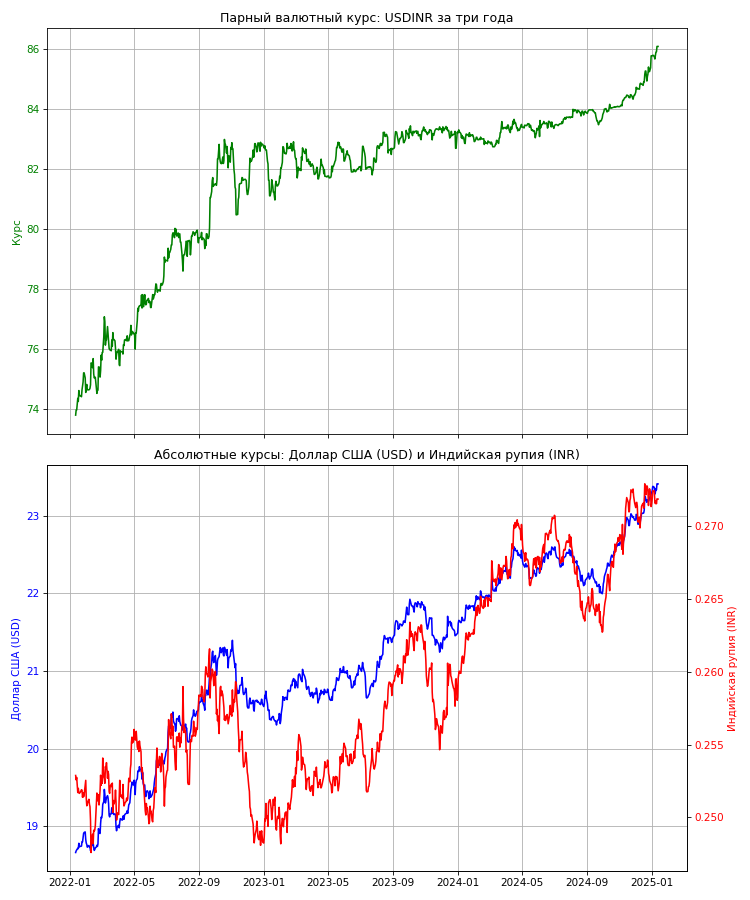 Парный валютный курс: USDINR за три года
86
84
82
80
78
76
74
Курс
Абсолютные курсы: Доллар США (USD) и Индийская рупия (INR)
23
22
21
20
19
Доллар США (USD)
0.270
0.265
0.260
0.255
0.250
Индийская рупия (INR)
2022-01 2022-05 2022-09 2023-01 2023-05 2023-09 2024-01 2024-05 2024-09 2025-01